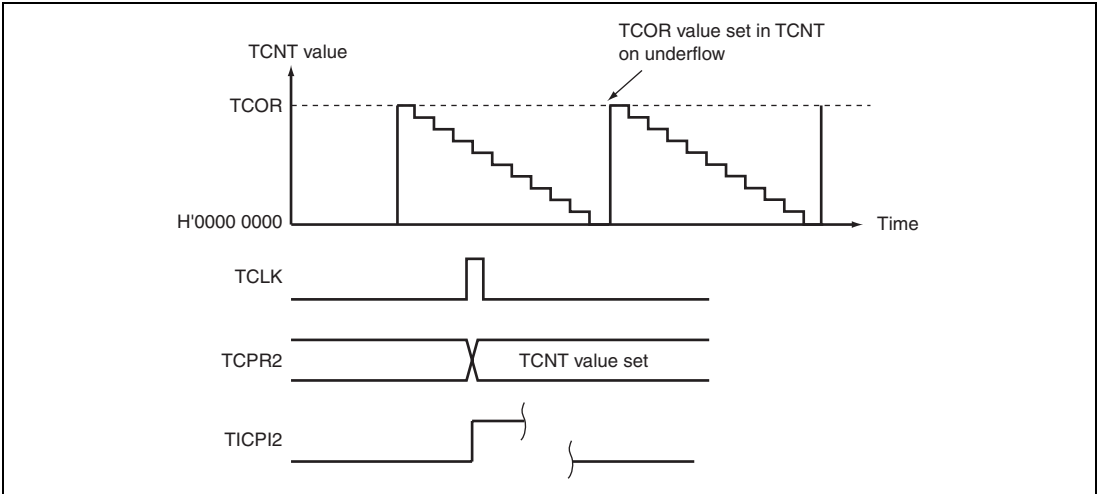 TCOR value set in TCNT
on underflow
TCNT value
TCOR
H'0000 0000
Time
TCLK
TCPR2
TCNT value set
TICPI2